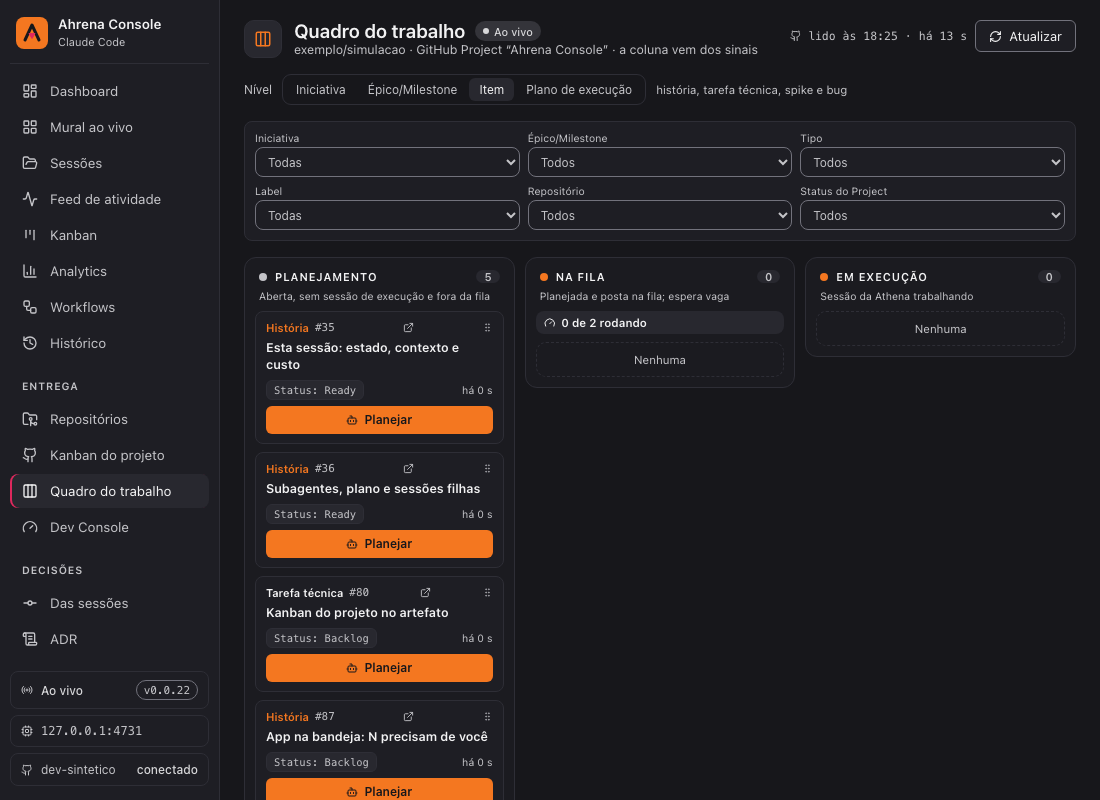 Ahrena Console
Claude Code
Dashboard
Mural ao vivo
Sessões
Feed de atividade
Kanban
Analytics
Workflows
Histórico
ENTREGA
Repositórios
Kanban do projeto
Quadro do trabalho
Dev Console
DECISÕES
Das sessões
ADR
Ao vivo v0.0.22
127.0.0.1:4731
dev-sintetico conectado
Quadro do trabalho Ao vivo
exemplo/simulacao · GitHub Project “Ahrena Console” · a coluna vem dos sinais
lido às 18:25 · há 13 s Atualizar
Nível Iniciativa Épico/Milestone Item Plano de execução história, tarefa técnica, spike e bug
Iniciativa Épico/Milestone Tipo
Todas Todos Todos
Label Repositório Status do Project
Todas Todos Todos
PLANEJAMENTO 5
Aberta, sem sessão de execução e fora da fila
História #35
Esta sessão: estado, contexto e
custo
Status: Ready há 0 s
Planejar
História #36
Subagentes, plano e sessões filhas
Status: Ready há 0 s
Planejar
Tarefa técnica #80
Kanban do projeto no artefato
Status: Backlog há 0 s
Planejar
História #87
App na bandeja: N precisam de você
Status: Backlog há 0 s
Planejar
NA FILA 0
Planejada e posta na fila; espera vaga
0 de 2 rodando
Nenhuma
EM EXECUÇÃO 0
Sessão da Athena trabalhando
Nenhuma